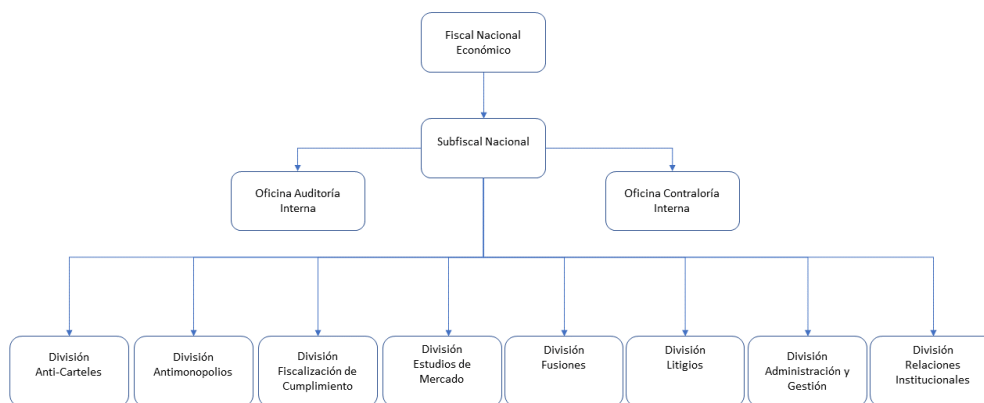 Fiscal Nacional
Económico
Subfiscal Nacional
Oficina Auditoría
Interna
Oficina Contraloría
Interna
División
Anti-Carteles
División
Antimonopolios
División
Fiscalización de
Cumplimiento
División
Estudios de
Mercado
División
Fusiones
División
Litigios
División
Administración y
Gestión
División
Relaciones
Institucionales